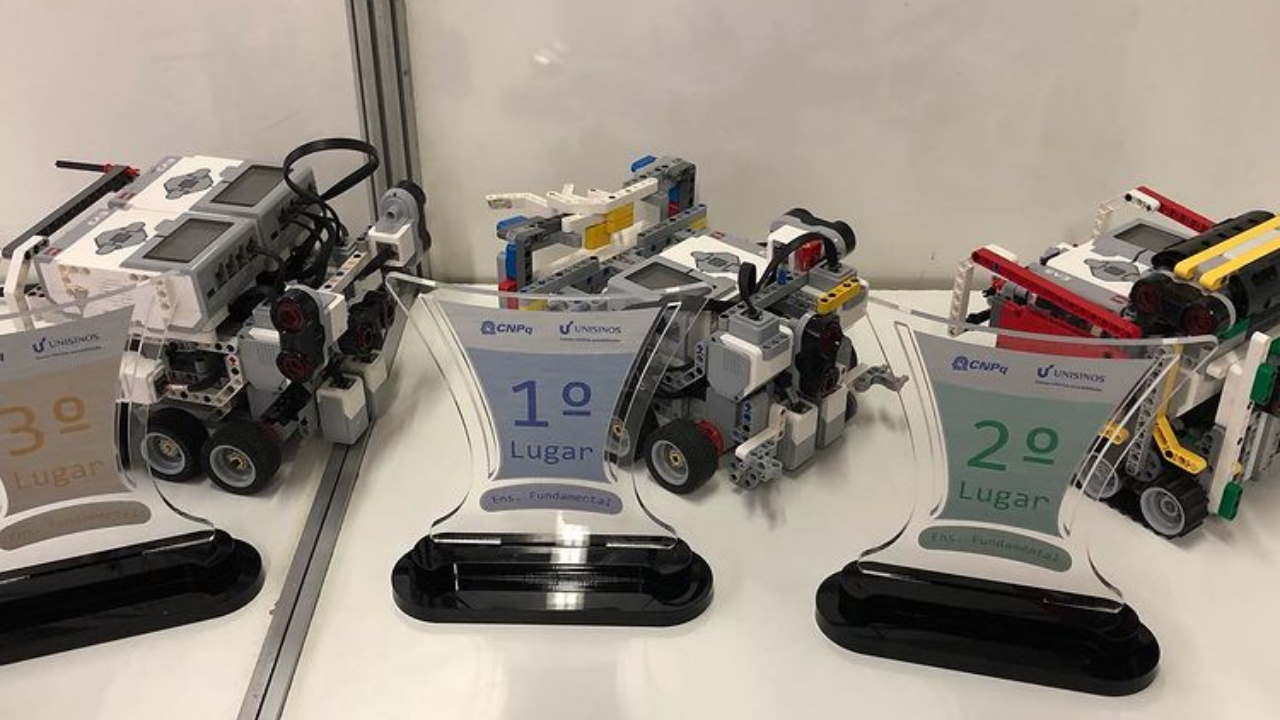 UNISINOS
3º
Lugar
CNPq
UNISINOS
1º
Lugar
Ens. Fundamental
CNPq
UNISINOS
2º
Lugar
Ens. Fundamental